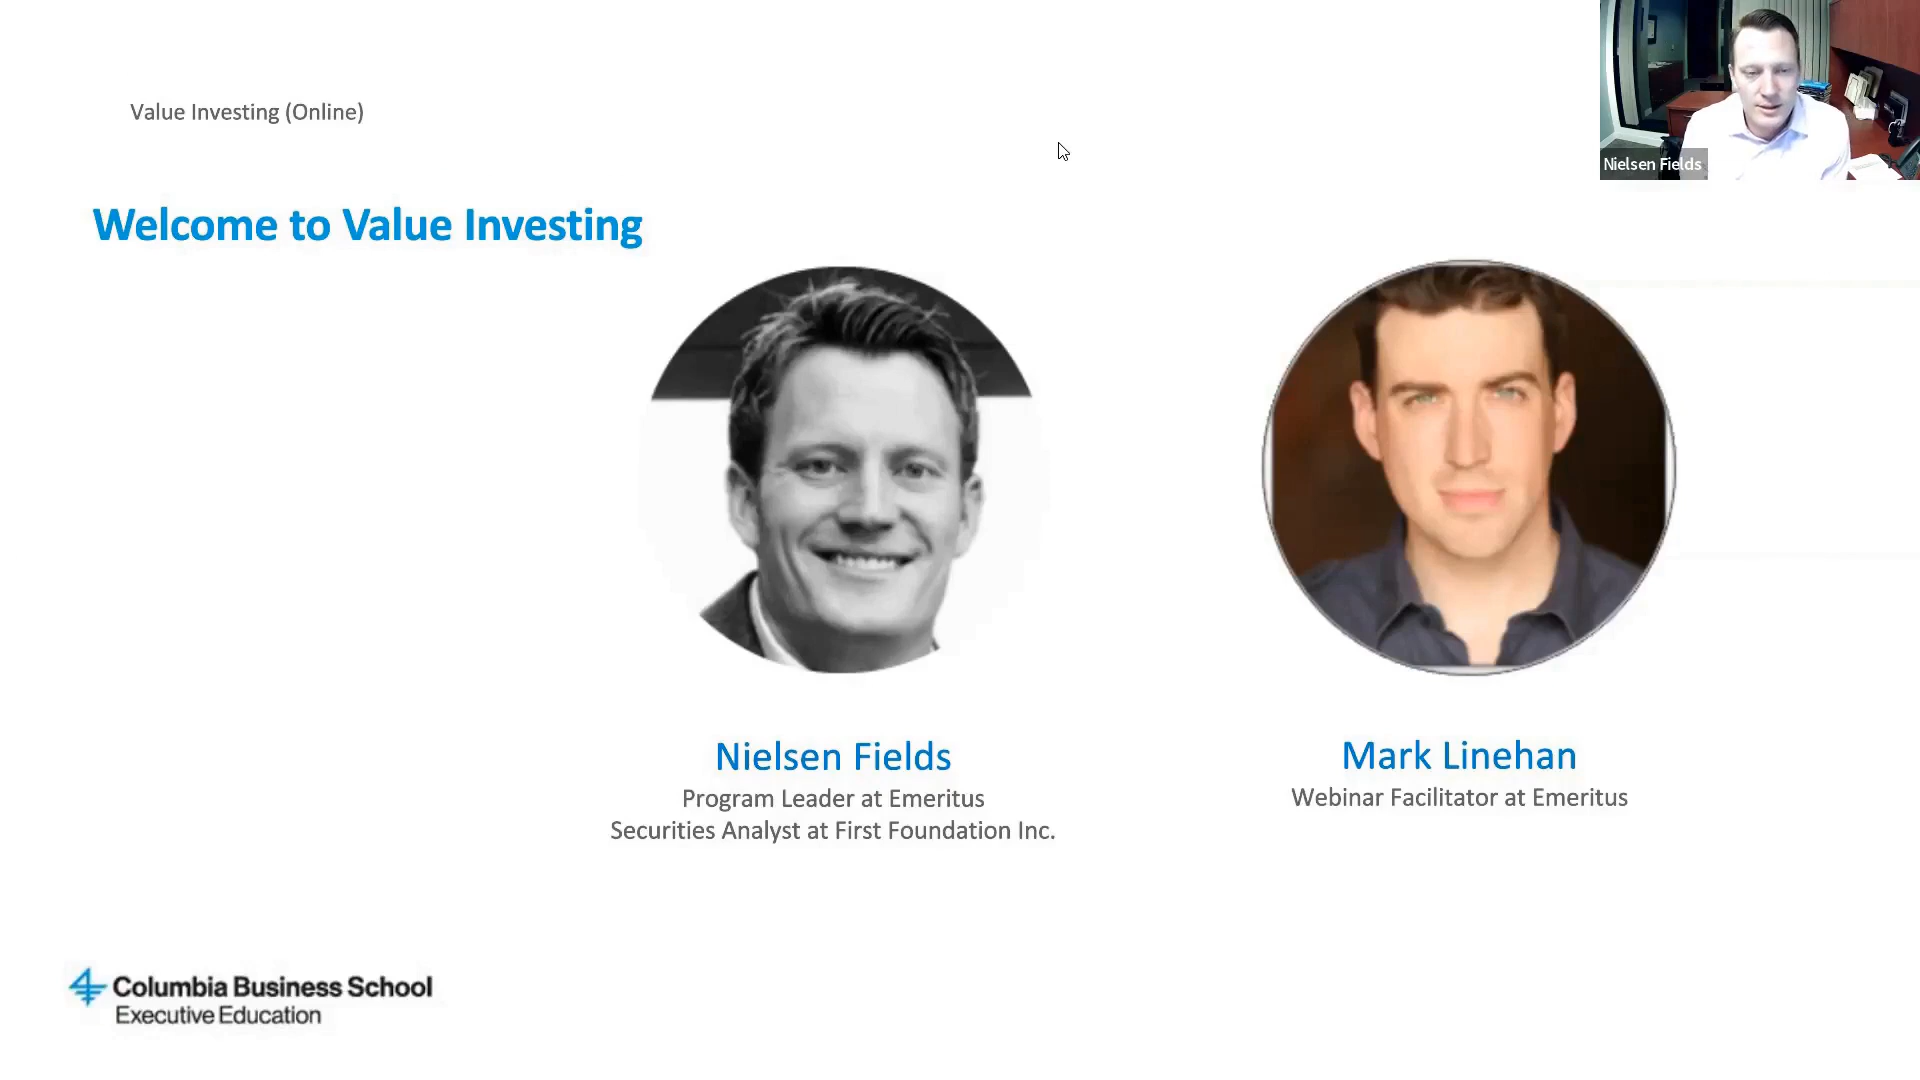 Value Investing (Online)
Nielsen Fields
Welcome to Value Investing
Nielsen Fields
Program Leader at Emeritus
Securities Analyst at First Foundation Inc.
Mark Linehan
Webinar Facilitator at Emeritus
Columbia Business School
Executive Education